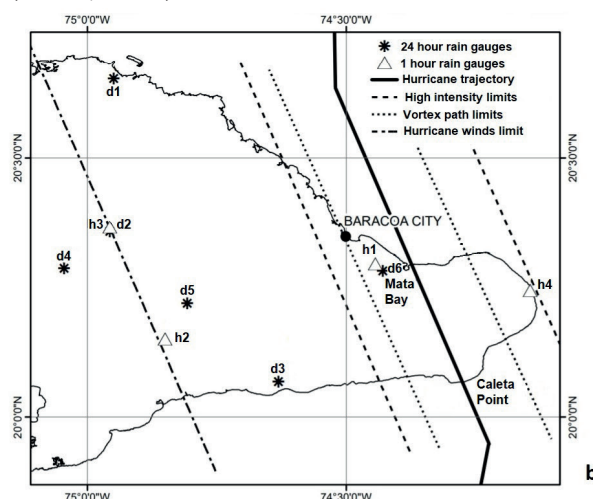 75°0'0"W
74°30'0"W
24 hour rain gauges
1 hour rain gauges
Hurricane trajectory
High intensity limits
Vortex path limits
Hurricane winds limit
d1
20°30'0"N
20°30'0"N
BARACOA CITY
h3
d2
h1
d4
d6
Mata
Bay
h4
d5
h2
d3
Caleta
Point
20°0'0"N
20°0'0"N
b
75°0'0"W
74°30'0"W